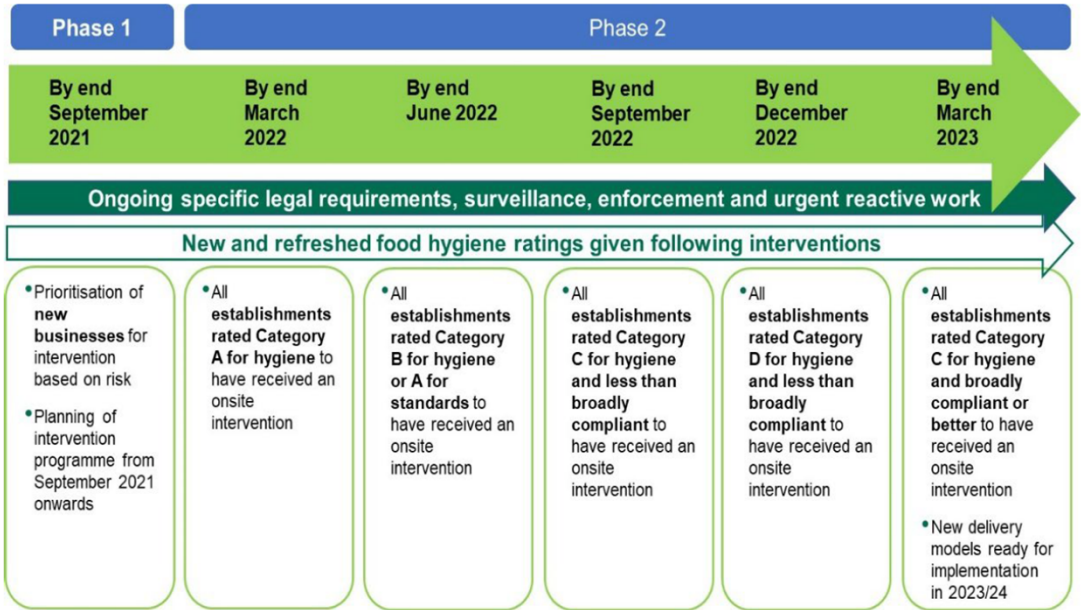 Phase 1
Phase 2
By end
September
2021
By end
March
2022
By end
June 2022
By end
September
2022
By end
December
2022
By end
March
2023
Ongoing specific legal requirements, surveillance, enforcement and urgent reactive work
New and refreshed food hygiene ratings given following interventions
•Prioritisation of
new
businesses for
intervention
based on risk
•Planning of
intervention
programme from
September 2021
onwards
•All
establishments
rated Category
A for hygiene to
have received an
onsite
intervention
•All
establishments
rated Category
B for hygiene
or A for
standards to
have received an
onsite
intervention
•All
establishments
rated Category
C for hygiene
and less than
broadly
compliant to
have received an
onsite
intervention
•All
establishments
rated Category
D for hygiene
and less than
broadly
compliant to
have received an
onsite
intervention
•All
establishments
rated Category
C for hygiene
and broadly
compliant or
better to have
received an
onsite
intervention
•New delivery
models ready for
implementation
in 2023/24